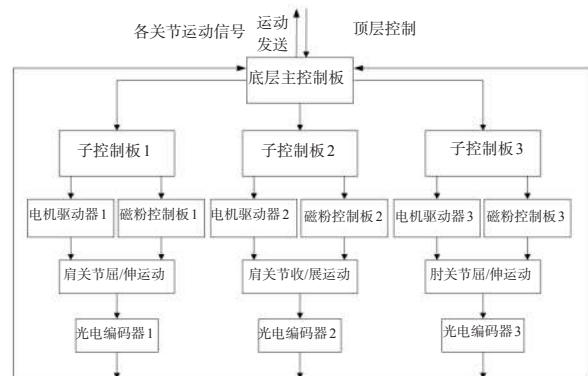 各关节运动信号
运动
发送
顶层控制
底层主控制板
子控制板1
子控制板2
子控制板3
电机驱动器1
磁粉控制板1
电机驱动器2
磁粉控制板2
电机驱动器3
磁粉控制板3
肩关节屈/伸运动
肩关节收/展运动
肘关节屈/伸运动
光电编码器1
光电编码器2
光电编码器3